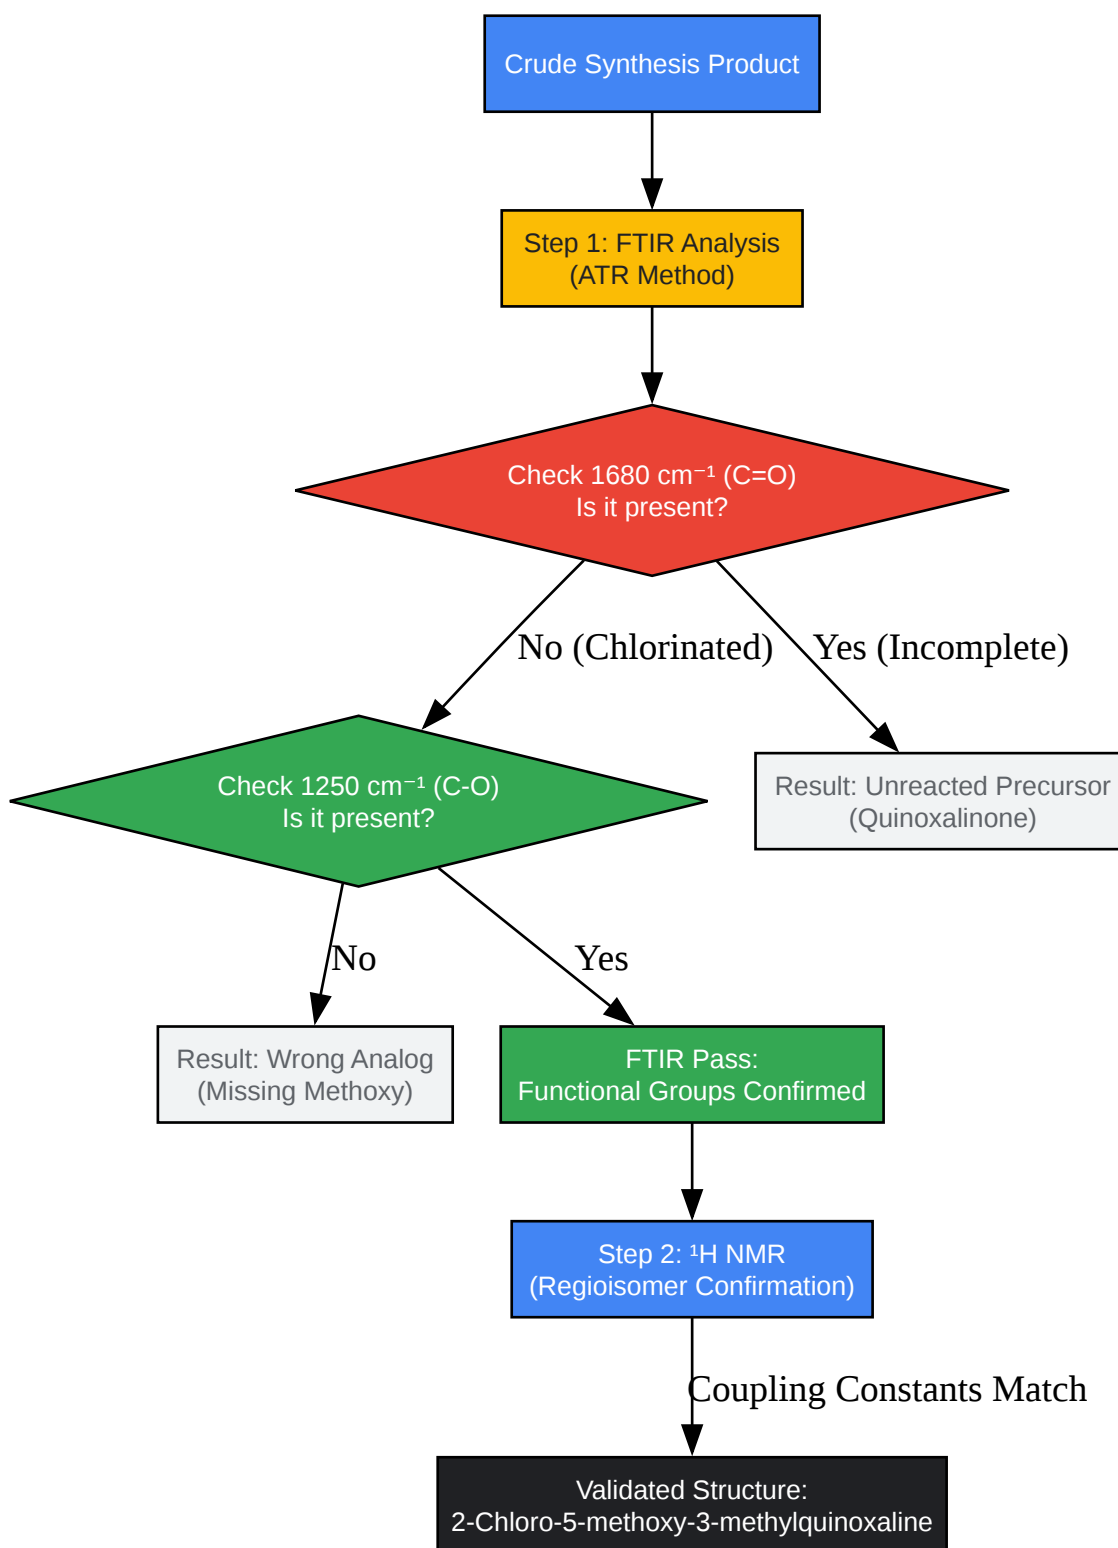 Crude Synthesis Product
Step 1: FTIR Analysis
(ATR Method)
Check 1680 cm⁻¹ (C=O)
Is it present?
No (Chlorinated)
Yes (Incomplete)
Check 1250 cm⁻¹ (C-O)
Is it present?
Result: Unreacted Precursor
(Quinoxalinone)
No
Yes
Result: Wrong Analog
(Missing Methoxy)
FTIR Pass:
Functional Groups Confirmed
Step 2: ¹H NMR
(Regioisomer Confirmation)
Coupling Constants Match
Validated Structure:
2-Chloro-5-methoxy-3-methylquinoxaline